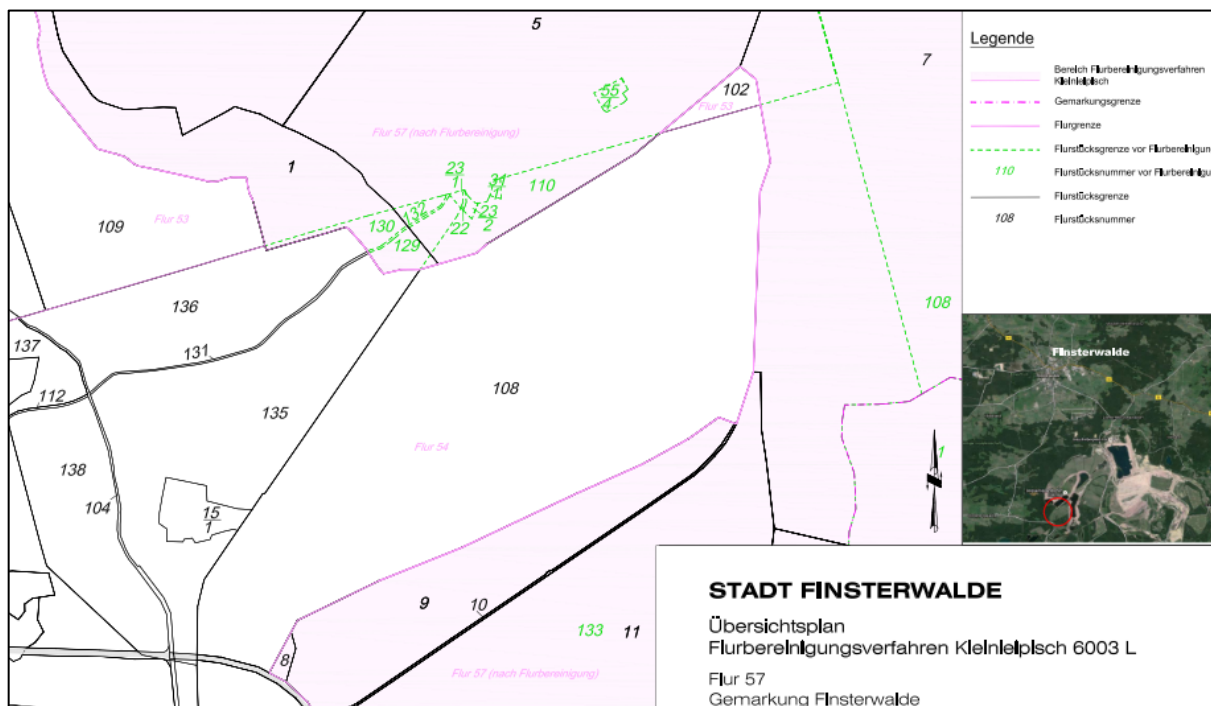 5
7
55
4
102
Flur 53
Flur 57 (nach Flurbereinigung)
1
23
1
31
1
110
132
130
129
22
23
2
109
Flur 53
136
108
137
131
112
108
135
Flur 54
138
104
15
1
1
9
10
133
11
8
Flur 57 (nach Flurbereinigung)
Legende
Bereich Flurbereinigungsverfahren
Kleinleipisch
Gemarkungsgrenze
Flurgrenze
Flurstücksgrenze vor Flurbereinigun
110
Flurstücksnummer vor Flurbereinigu
Flurstücksgrenze
108
Flurstücksnummer
Finsterwalde
STADT FINSTERWALDE
Übersichtsplan
Flurbereinigungsverfahren Kleinleipisch 6003 L
Flur 57
Gemarkung Finsterwalde